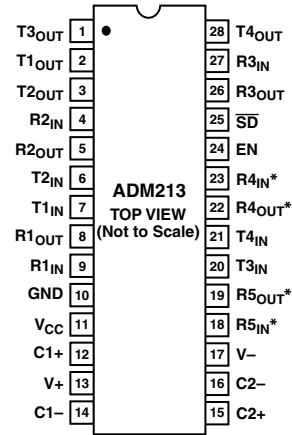 T3OUT 1
T1OUT 2
T2OUT 3
R2IN 4
R2OUT 5
T2IN 6
T1IN 7
R1OUT 8
R1IN 9
GND 10
VCC 11
C1+ 12
V+ 13
C1– 14
ADM213
TOP VIEW
(Not to Scale)
28 T4OUT
27 R3IN
26 R3OUT
25 S̅D̅
24 EN
23 R4IN*
22 R4OUT*
21 T4IN
20 T3IN
19 R5OUT*
18 R5IN*
17 V–
16 C2–
15 C2+